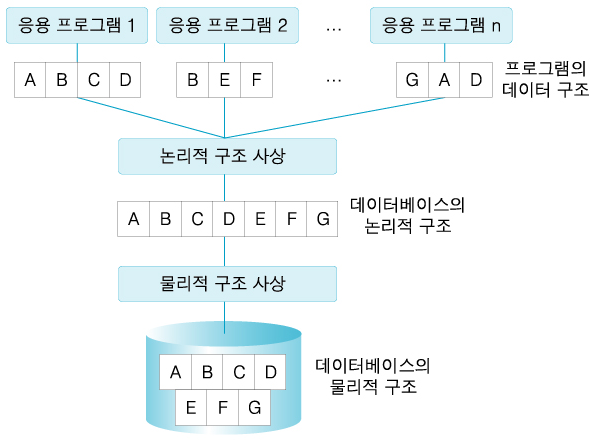 응용 프로그램 1 응용 프로그램 2 ... 응용 프로그램 n
A B C D B E F ... G A D 프로그램의
데이터 구조
논리적 구조 사상
A B C D E F G 데이터베이스의
논리적 구조
물리적 구조 사상
A B C D 데이터베이스의
물리적 구조
E F G